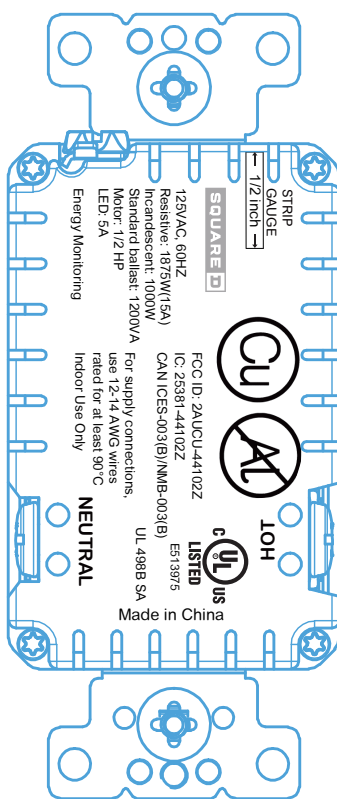 STRIP
GAUGE
1/2 inch
SQUARE D
125VAC, 60HZ
Resistive: 1875W(15A)
Incandescent: 1000W
Standard ballast: 1200VA
Motor: 1/2 HP
LED: 5A
Energy Monitoring
Cu
Al
FCC ID: 2AUCU-44102Z
IC: 25381-44102Z
CAN ICES-003(B)/NMB-003(B)
For supply connections,
use 12-14 AWG wires
rated for at least 90°C
Indoor Use Only
HOT
NEUTRAL
C UL US
®
LISTED
E513975
UL 498B SA
Made in China